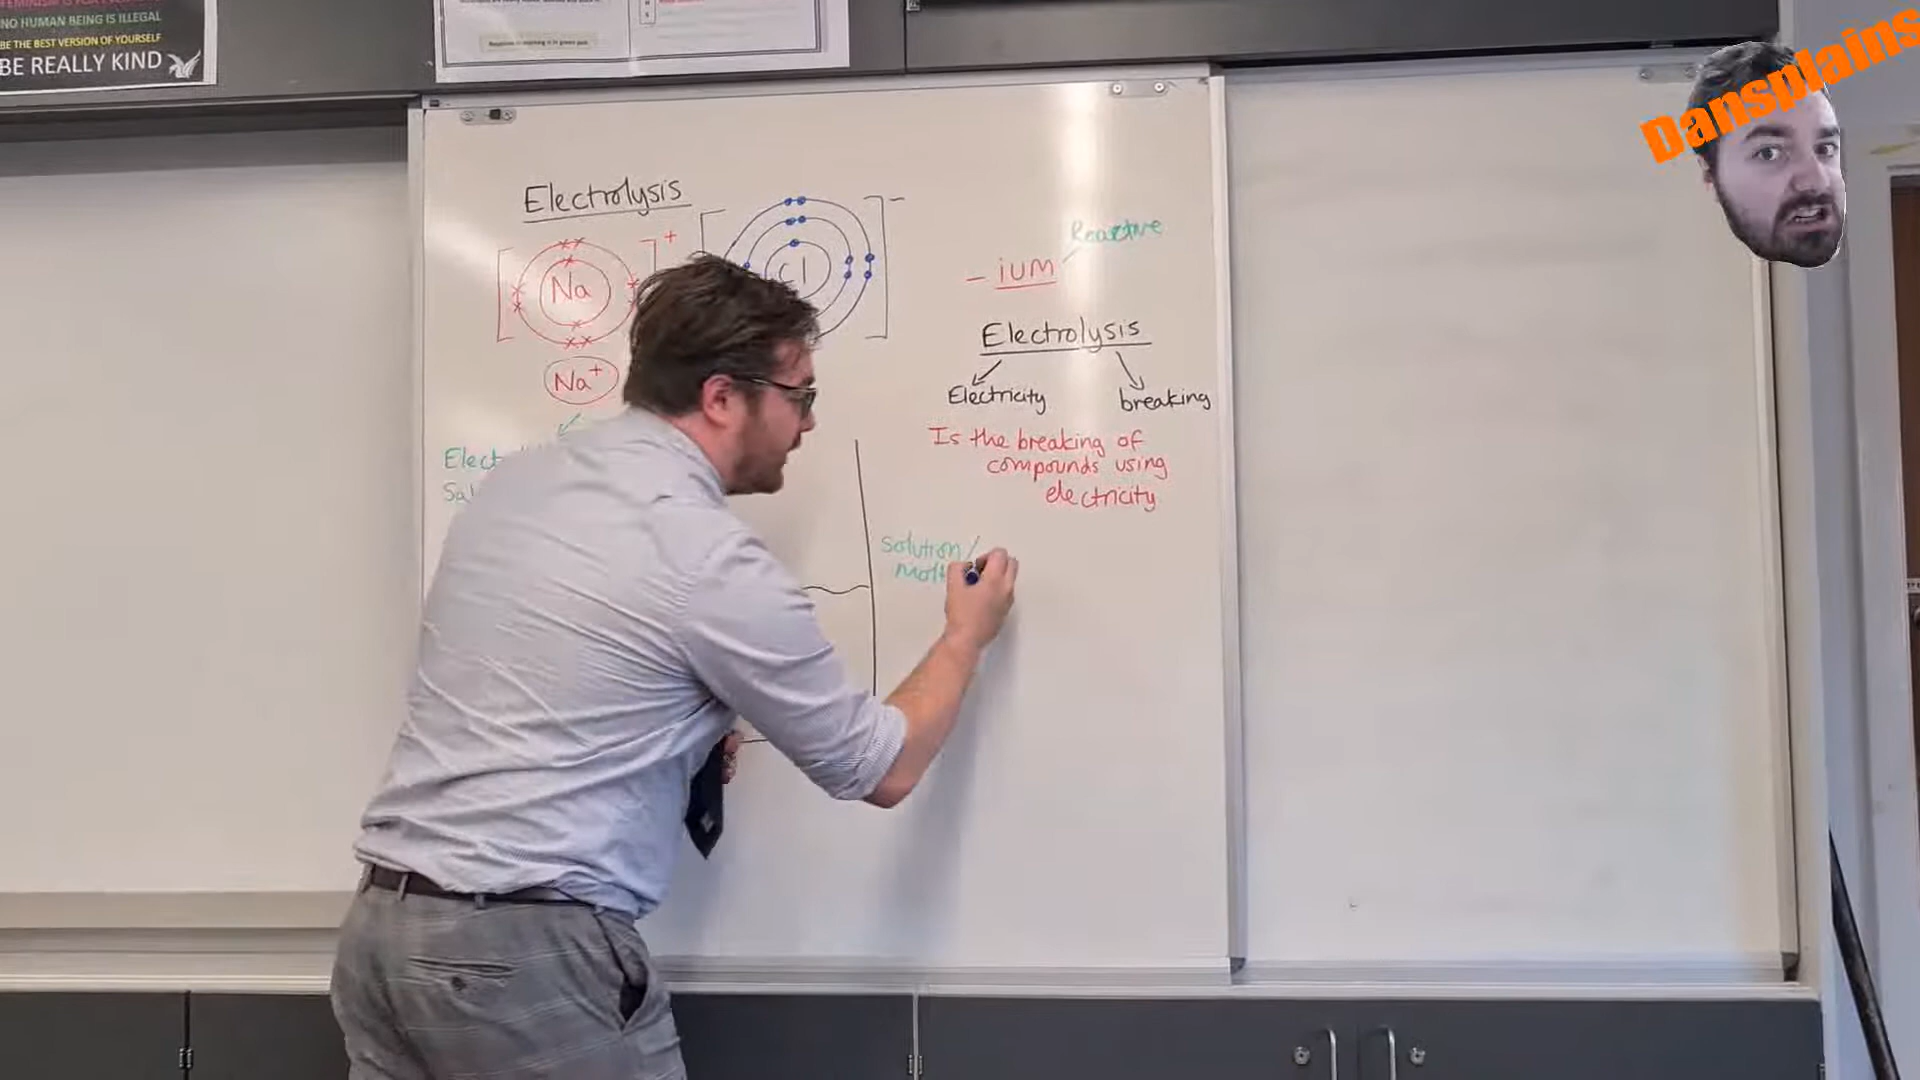 NO HUMAN BEING IS ILLEGAL
BE THE BEST VERSION OF YOURSELF
BE REALLY KIND
Dansplains
Electrolysis
+
Na
Cl
−
Na+
− ium
Reactive
Electrolysis
Electricity
breaking
Is the breaking of
compounds using
electricity
Solution/